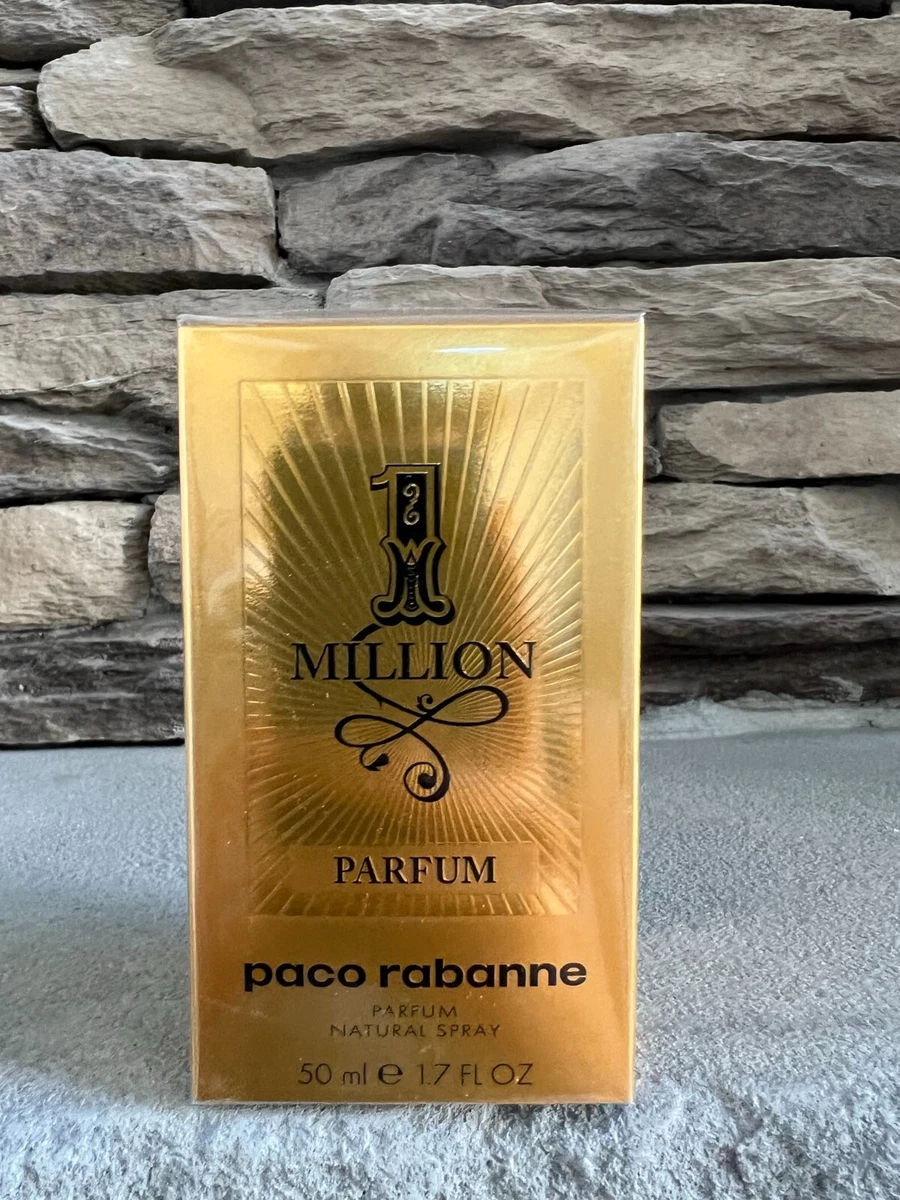 1
MILLION
PARFUM
paco rabanne
PARFUM
NATURAL SPRAY
50 ml ℮ 1.7 FL OZ